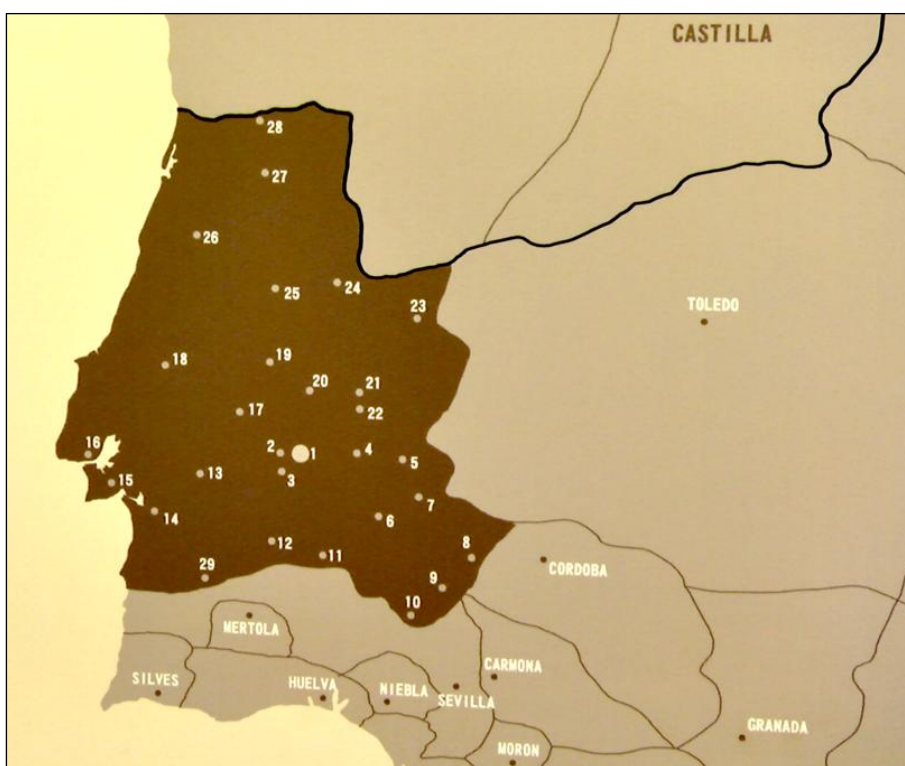 CASTILLA
28
27
26
24
25
23
TOLEDO
18
19
20
21
22
17
16
2
1
4
5
13
3
15
7
14
6
12
11
8
CORDOBA
29
9
10
MERTOLA
CARMONA
SILVES
HUELVA
NIEBLA
SEVILLA
GRANADA
MORON